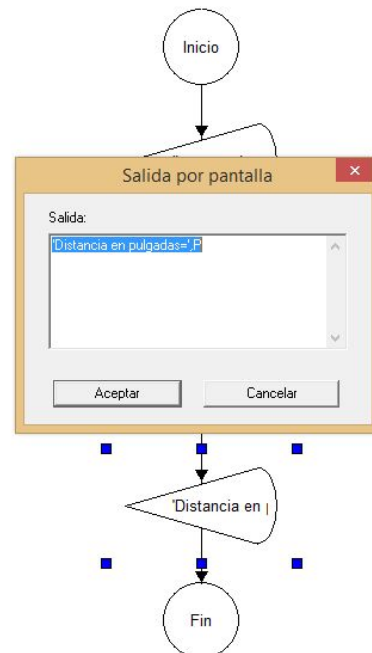 Inicio
Salida por pantalla
Salida:
'Distancia en pulgadas=',P
Aceptar
Cancelar
'Distancia en
Fin